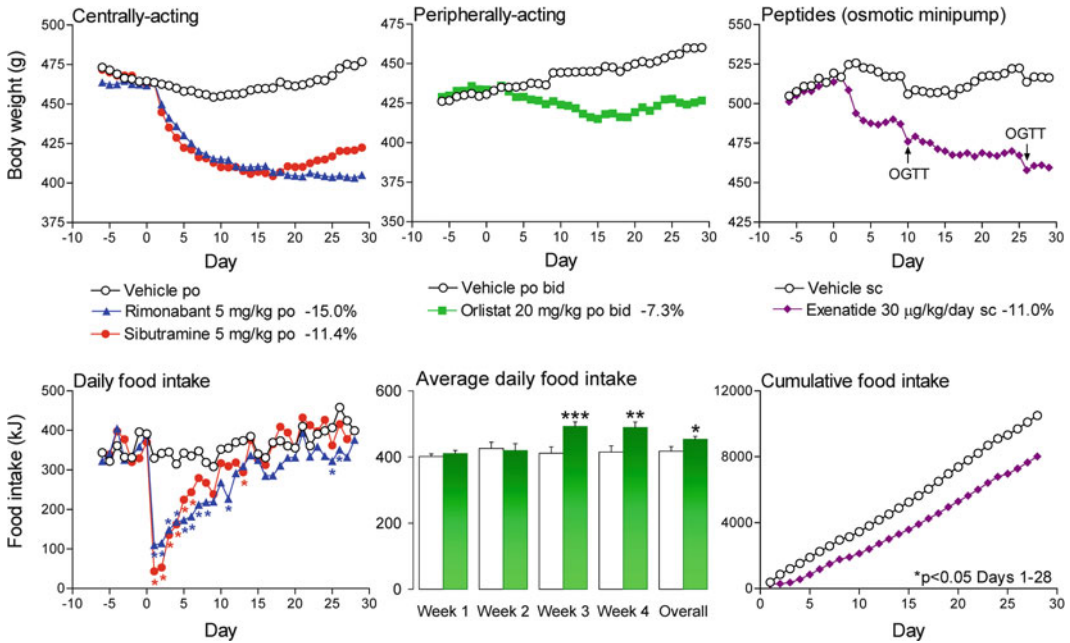 Centrally-acting
Body weight (g)
500
475
450
425
400
375
-10 -5 0 5 10 15 20 25 30
Day
Vehicle po
Rimonabant 5 mg/kg po -15.0%
Sibutramine 5 mg/kg po -11.4%
Peripherally-acting
475
450
425
400
375
350
-10 -5 0 5 10 15 20 25 30
Day
Vehicle po bid
Orlistat 20 mg/kg po bid -7.3%
Peptides (osmotic minipump)
550
525
500
475
450
425
OGTT
OGTT
-10 -5 0 5 10 15 20 25 30
Day
Vehicle sc
Exenatide 30 µg/kg/day sc -11.0%
Daily food intake
Food intake (kJ)
500
400
300
200
100
0
-10 -5 0 5 10 15 20 25 30
Day
Average daily food intake
600
400
200
0
*** ** *
Week 1 Week 2 Week 3 Week 4 Overall
Cumulative food intake
12000
8000
4000
0
*p<0.05 Days 1-28
0 5 10 15 20 25 30
Day